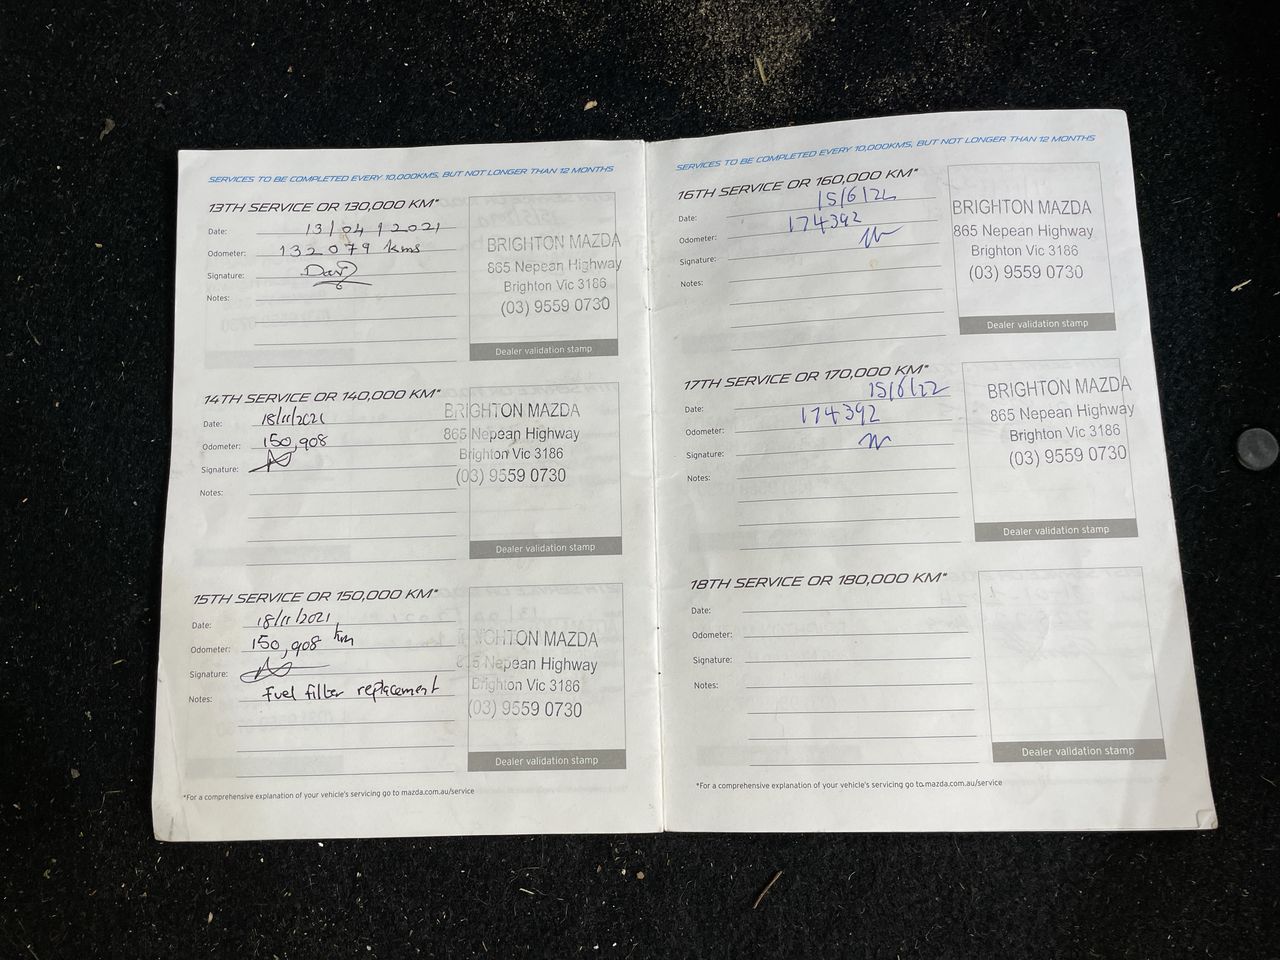 SERVICES TO BE COMPLETED EVERY 10,000KMS, BUT NOT LONGER THAN 12 MONTHS
13TH SERVICE OR 130,000 KM*
Date: 13/04/2021
Odometer: 132079 kms
Signature:
Notes:
BRIGHTON MAZDA
865 Nepean Highway
Brighton Vic 3186
(03) 9559 0730
Dealer validation stamp
14TH SERVICE OR 140,000 KM*
Date: 18/11/2021
Odometer: 150,908
Signature:
Notes:
BRIGHTON MAZDA
865 Nepean Highway
Brighton Vic 3186
(03) 9559 0730
Dealer validation stamp
15TH SERVICE OR 150,000 KM*
Date: 18/11/2021
Odometer: 150,908 km
Signature:
Notes: fuel filter replacement
BRIGHTON MAZDA
865 Nepean Highway
Brighton Vic 3186
(03) 9559 0730
Dealer validation stamp
*For a comprehensive explanation of your vehicle's servicing go to mazda.com.au/service
SERVICES TO BE COMPLETED EVERY 10,000KMS, BUT NOT LONGER THAN 12 MONTHS
16TH SERVICE OR 160,000 KM*
Date: 15/6/22
Odometer: 174392
Signature:
Notes:
BRIGHTON MAZDA
865 Nepean Highway
Brighton Vic 3186
(03) 9559 0730
Dealer validation stamp
17TH SERVICE OR 170,000 KM*
Date: 15/6/22
Odometer: 174392
Signature:
Notes:
BRIGHTON MAZDA
865 Nepean Highway
Brighton Vic 3186
(03) 9559 0730
Dealer validation stamp
18TH SERVICE OR 180,000 KM*
Date:
Odometer:
Signature:
Notes:
Dealer validation stamp
*For a comprehensive explanation of your vehicle's servicing go to mazda.com.au/service